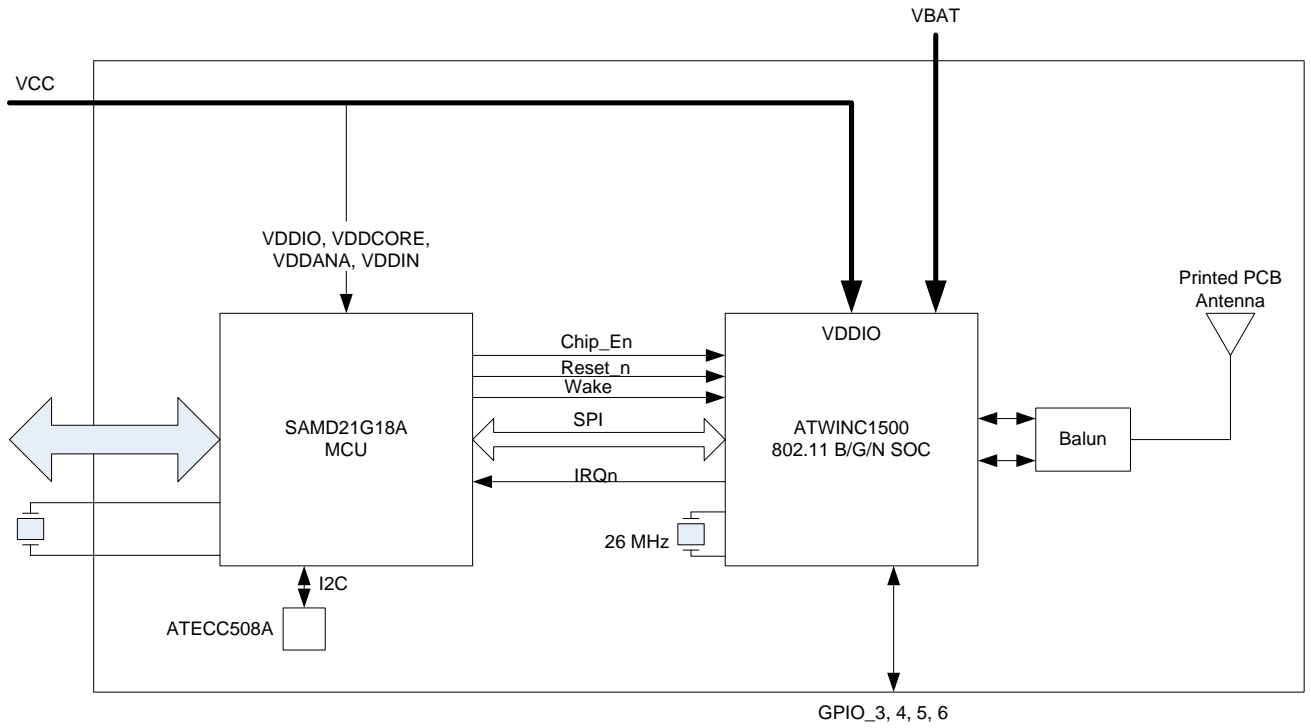 VBAT
VCC
VDDIO, VDDCORE,
VDDANA, VDDIN
Printed PCB
Antenna
VDDIO
Chip_En
Reset_n
Wake
SPI
SAMD21G18A
MCU
ATWINC1500
802.11 B/G/N SOC
Balun
IRQn
26 MHz
I2C
ATECC508A
GPIO_3, 4, 5, 6